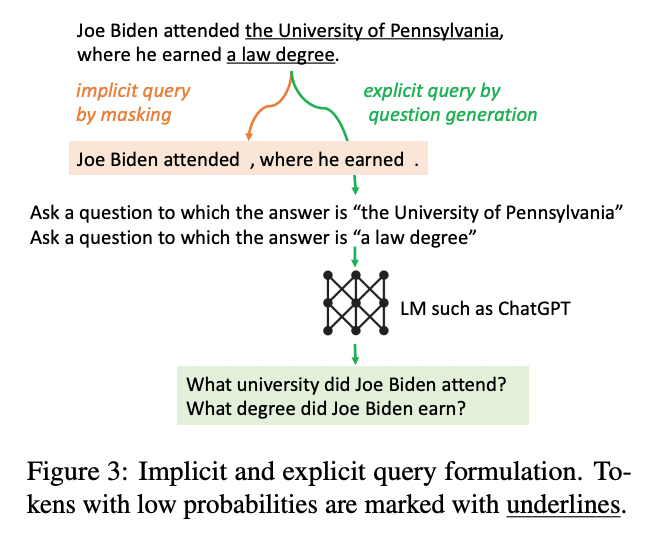 Joe Biden attended the University of Pennsylvania,
where he earned a law degree.
implicit query
by masking
explicit query by
question generation
Joe Biden attended , where he earned .
Ask a question to which the answer is “the University of Pennsylvania”
Ask a question to which the answer is “a law degree”
LM such as ChatGPT
What university did Joe Biden attend?
What degree did Joe Biden earn?
Figure 3: Implicit and explicit query formulation. To-
kens with low probabilities are marked with underlines.